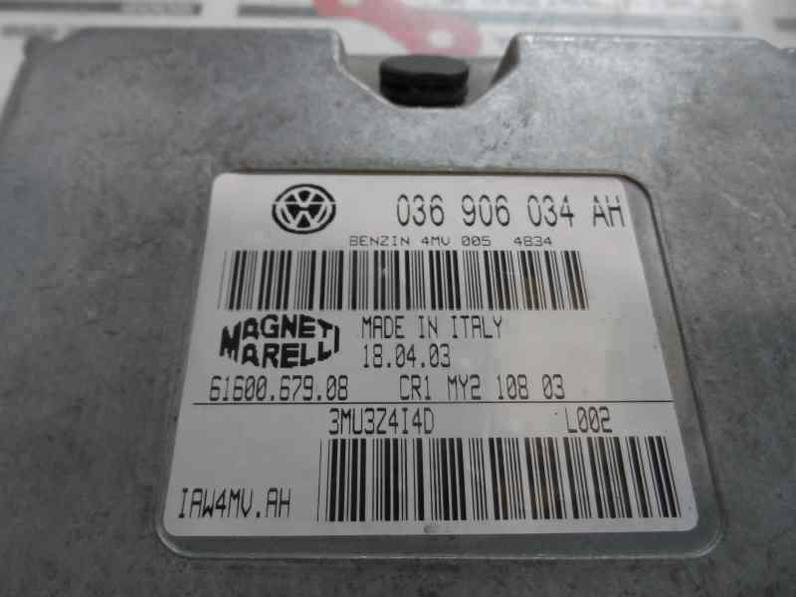 036 906 034 AH
BENZIN 4MV 005 4834
MAGNETI
MARELLI
MADE IN ITALY
18.04.03
61600.679.08 CR1 MY2 108 03
3MU3Z4I4D L002
IAW4MV.AH